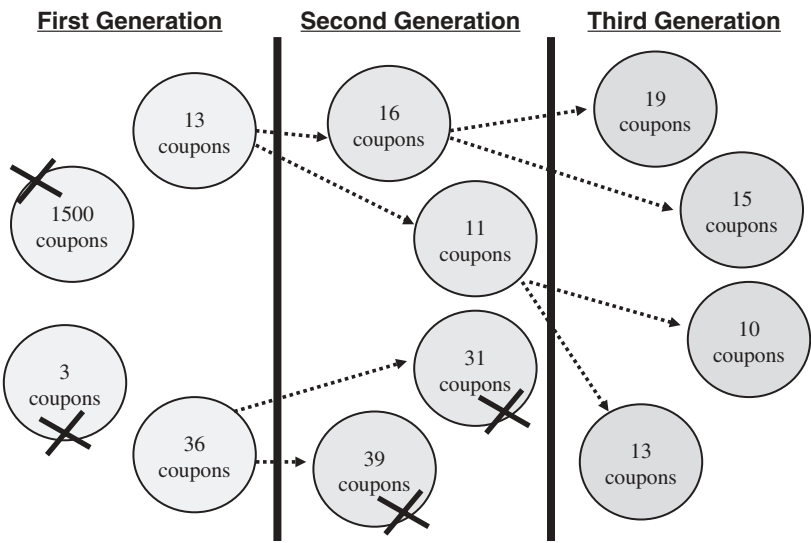 First Generation
Second Generation
Third Generation
13
coupons
1500
coupons
3
coupons
36
coupons
16
coupons
11
coupons
31
coupons
39
coupons
19
coupons
15
coupons
10
coupons
13
coupons